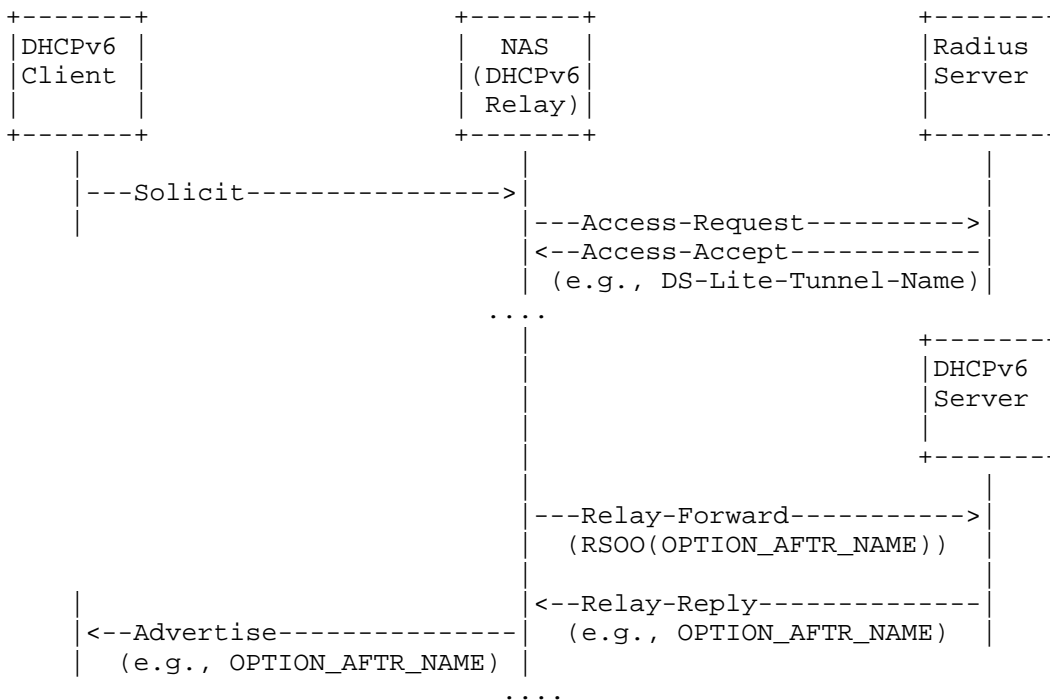 DHCPv6 NAS Radius
Client (DHCPv6 Server
Relay)
---Solicit---------------->
---Access-Request---------->
<--Access-Accept------------
(e.g., DS-Lite-Tunnel-Name)
....
DHCPv6
Server
---Relay-Forward----------->
(RSOO(OPTION_AFTR_NAME))
<--Relay-Reply--------------
<--Advertise--------------- (e.g., OPTION_AFTR_NAME)
(e.g., OPTION_AFTR_NAME)
....